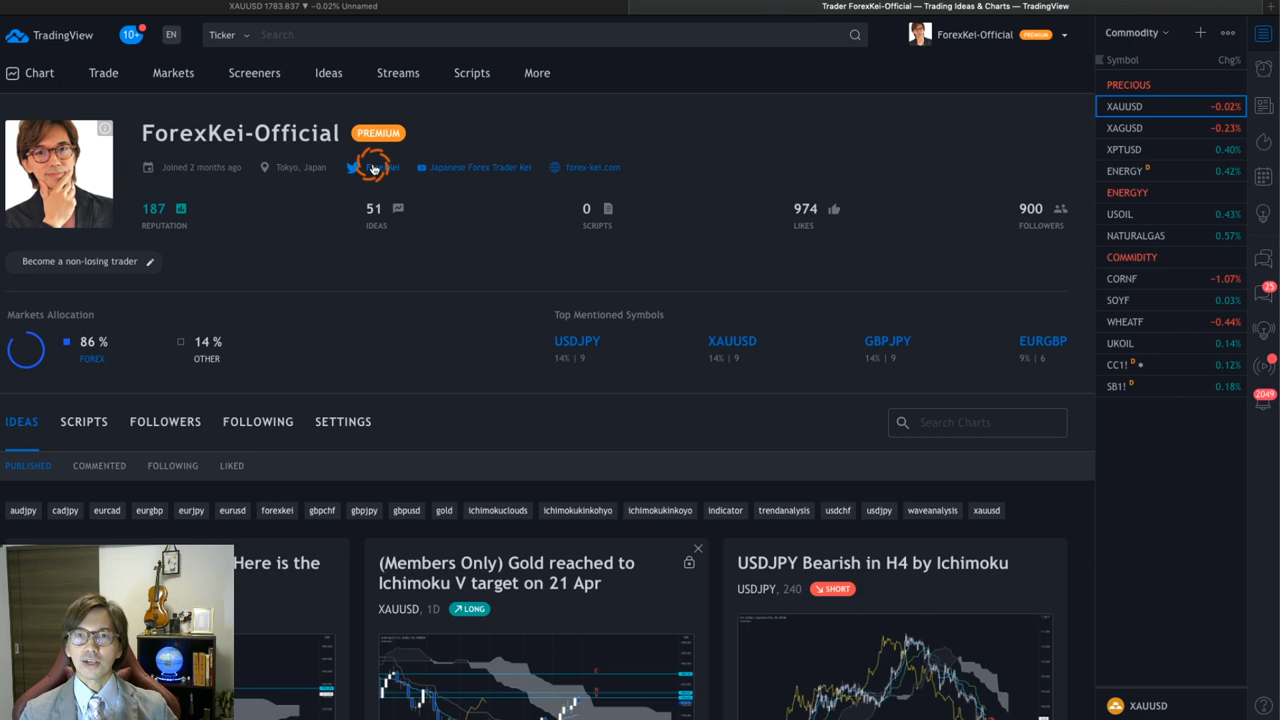 XAUUSD 1783.837 ▼ −0.02% Unnamed
Trader ForexKei-Official — Trading Ideas & Charts — TradingView
TradingView
10+
EN
Ticker
Search
ForexKei-Official PREMIUM
Chart
Trade
Markets
Screeners
Ideas
Streams
Scripts
More
ForexKei-Official PREMIUM
Joined 2 months ago
Tokyo, Japan
Japanese Forex Trader Kei
forex-kei.com
187
REPUTATION
51
IDEAS
0
SCRIPTS
974
LIKES
900
FOLLOWERS
Become a non-losing trader
Markets Allocation
86 %
FOREX
14 %
OTHER
Top Mentioned Symbols
USDJPY
14% | 9
XAUUSD
14% | 9
GBPJPY
14% | 9
EURGBP
9% | 6
IDEAS
SCRIPTS
FOLLOWERS
FOLLOWING
SETTINGS
Search Charts
PUBLISHED
COMMENTED
FOLLOWING
LIKED
audjpy cadjpy eurcad eurgbp eurjpy eurusd forexkei gbpchf gbpjpy gbpusd gold ichimokuclouds ichimokukinkohyo ichimokukinkoyo indicator trendanalysis usdchf usdjpy waveanalysis xauusd
Here is the
(Members Only) Gold reached to
Ichimoku V target on 21 Apr
XAUUSD, 1D LONG
USDJPY Bearish in H4 by Ichimoku
USDJPY, 240 SHORT
Commodity
Symbol Chg%
PRECIOUS
XAUUSD −0.02%
XAGUSD −0.23%
XPTUSD 0.40%
ENERGY D 0.42%
ENERGYY
USOIL 0.43%
NATURALGAS 0.57%
COMMIDITY
CORNF −1.07%
SOYF 0.03%
WHEATF −0.44%
UKOIL 0.14%
CC1! D 0.12%
SB1! D 0.18%
XAUUSD
25
2049